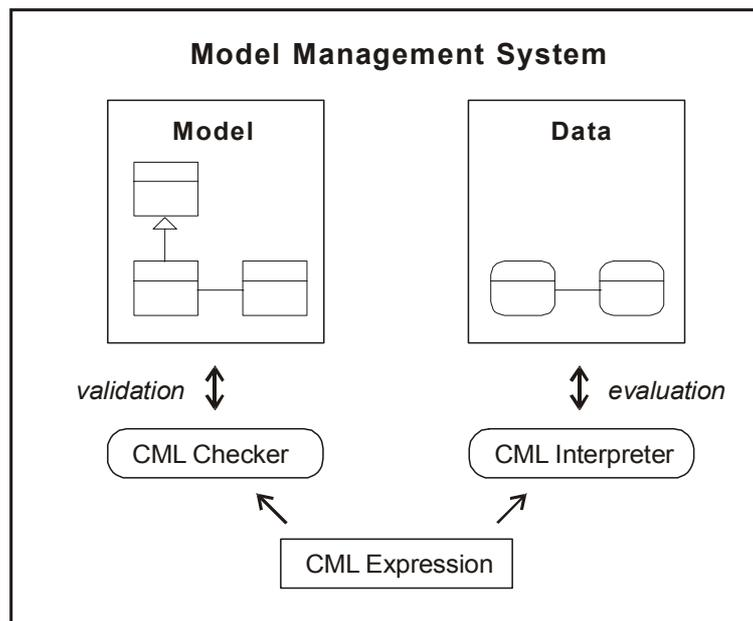 Model Management System
Model
Data
validation
evaluation
CML Checker
CML Interpreter
CML Expression